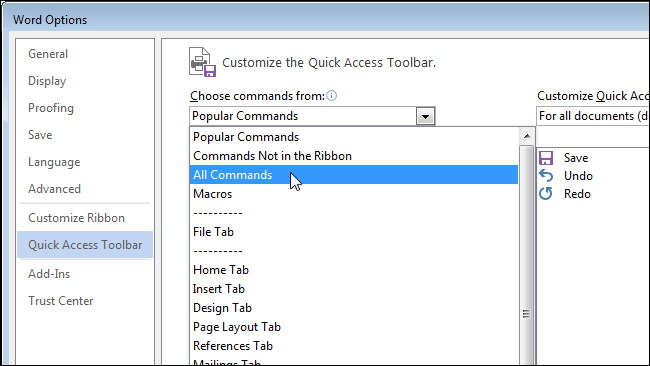 Word Options
General
Display
Proofing
Save
Language
Advanced
Customize Ribbon
Quick Access Toolbar
Add-Ins
Trust Center
Customize the Quick Access Toolbar.
Choose commands from:
Popular Commands
Popular Commands
Commands Not in the Ribbon
All Commands
Macros
----------
File Tab
----------
Home Tab
Insert Tab
Design Tab
Page Layout Tab
References Tab
Mailings Tab
Customize Quick Acc
For all documents (d
Save
Undo
Redo